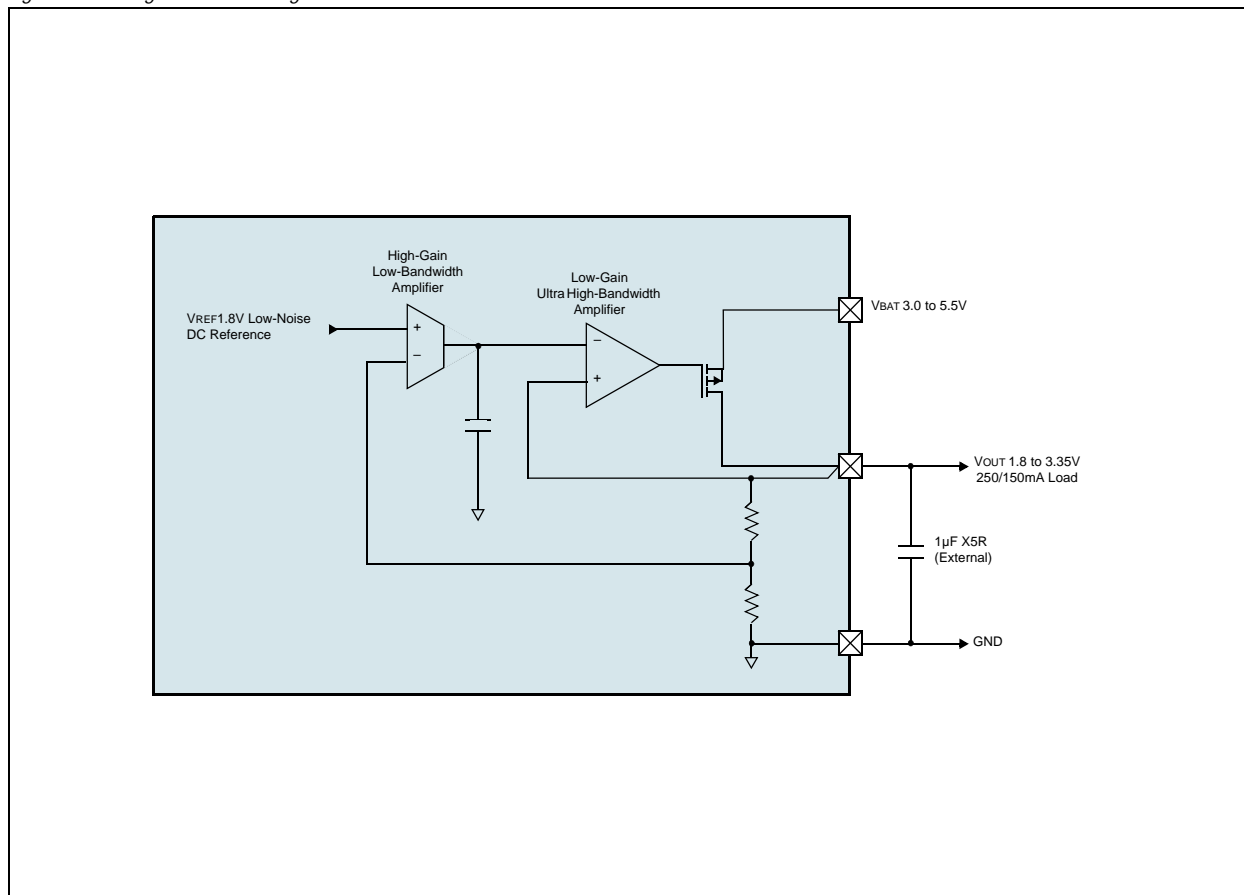 High-Gain
Low-Bandwidth
Amplifier
Low-Gain
Ultra High-Bandwidth
Amplifier
VREF1.8V Low-Noise
DC Reference
+
–
–
+
VBAT 3.0 to 5.5V
VOUT 1.8 to 3.35V
250/150mA Load
1µF X5R
(External)
GND